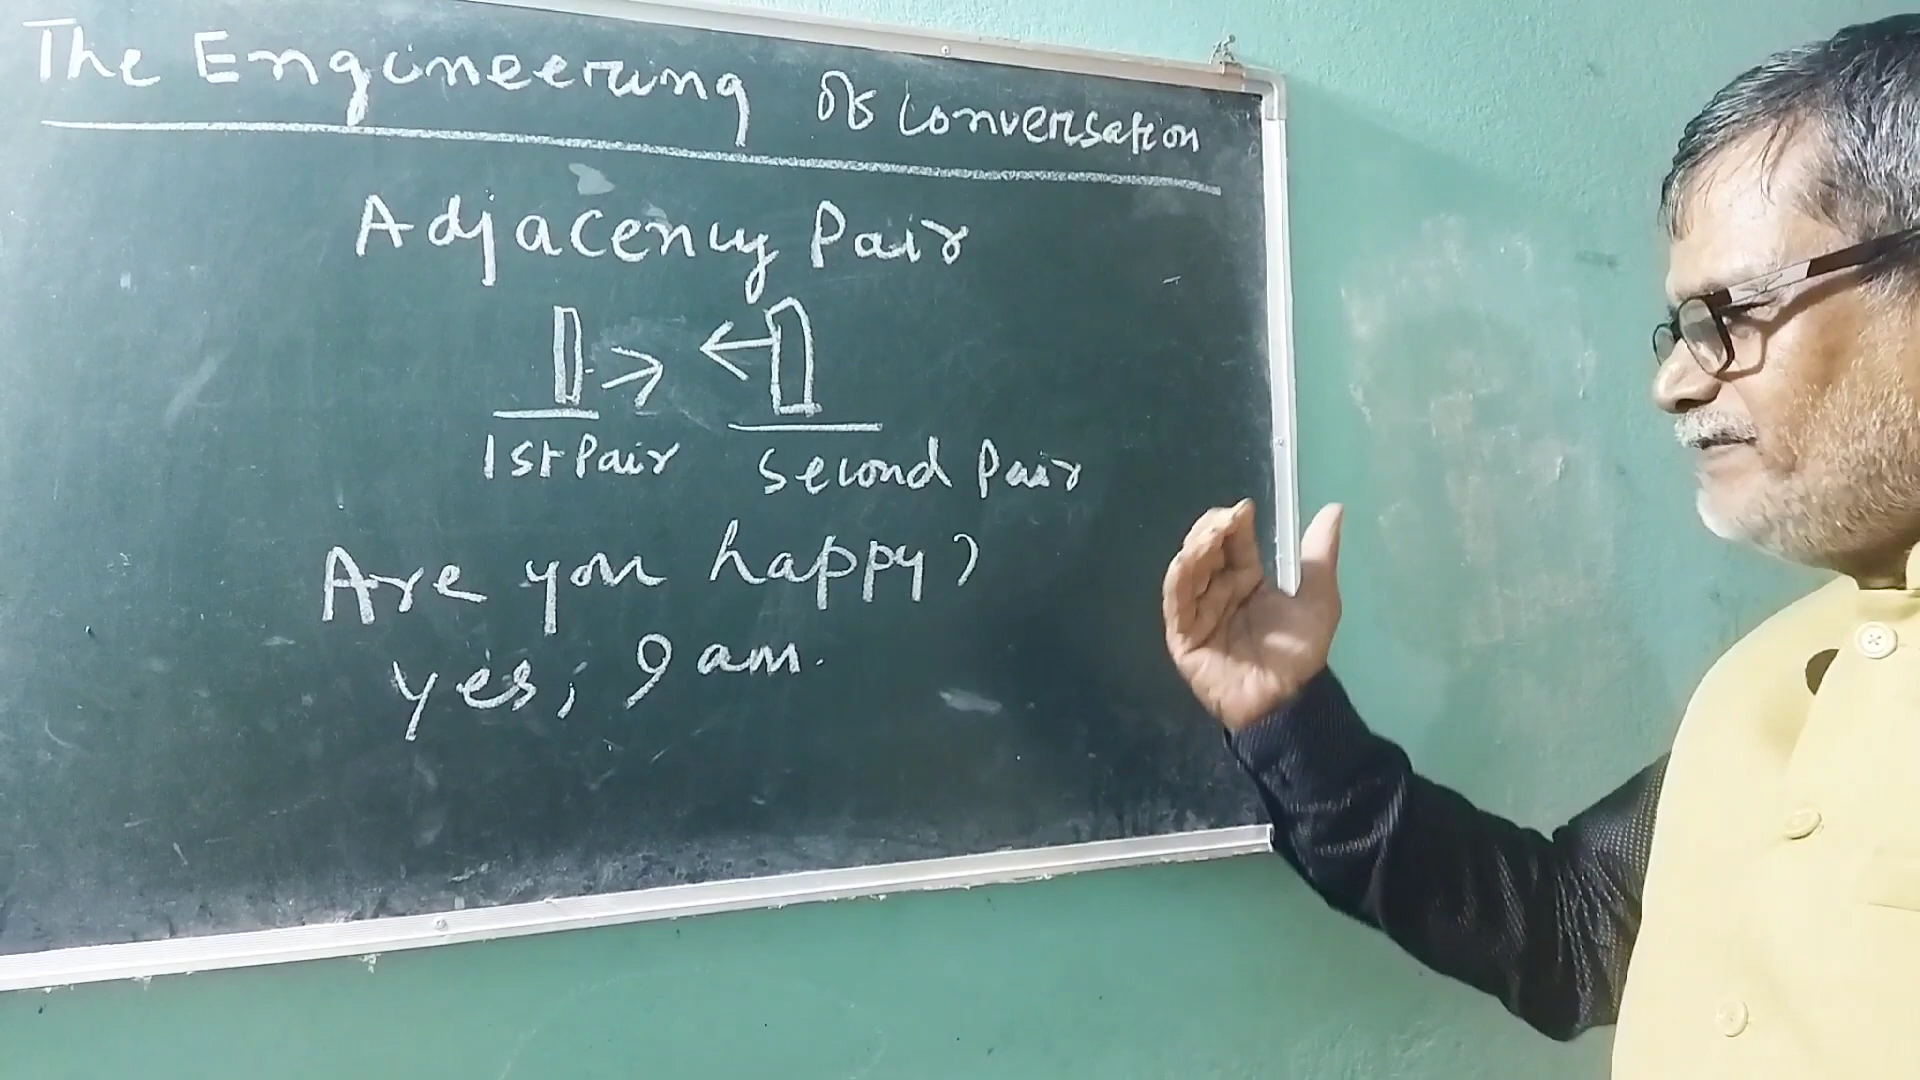 The Engineering Of Conversation
Adjacency Pair
1st Pair Second Pair
Are you happy?
yes, I am.